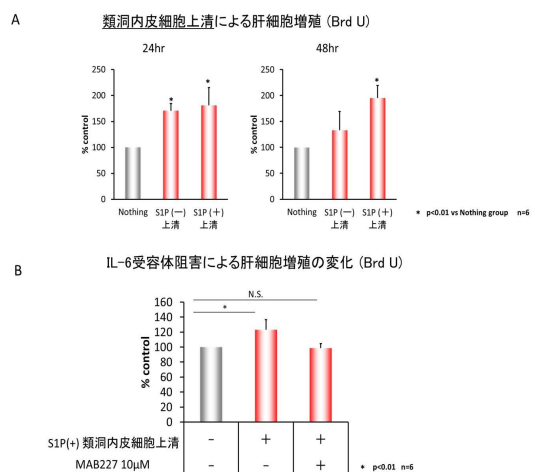 A
類洞内皮細胞上清による肝細胞増殖 (Brd U)
24hr
48hr
% control
250
200
150
100
50
0
*
*
Nothing S1P (ー) S1P (+)
上清 上清
% control
250
200
150
100
50
0
*
Nothing S1P (ー) S1P (+)
上清 上清
* p<0.01 vs Nothing group n=6
B
IL-6受容体阻害による肝細胞増殖の変化 (Brd U)
N.S.
*
% control
160
140
120
100
80
60
40
20
0
S1P(+) 類洞内皮細胞上清 - + +
MAB227 10μM - - +
* p<0.01 n=6